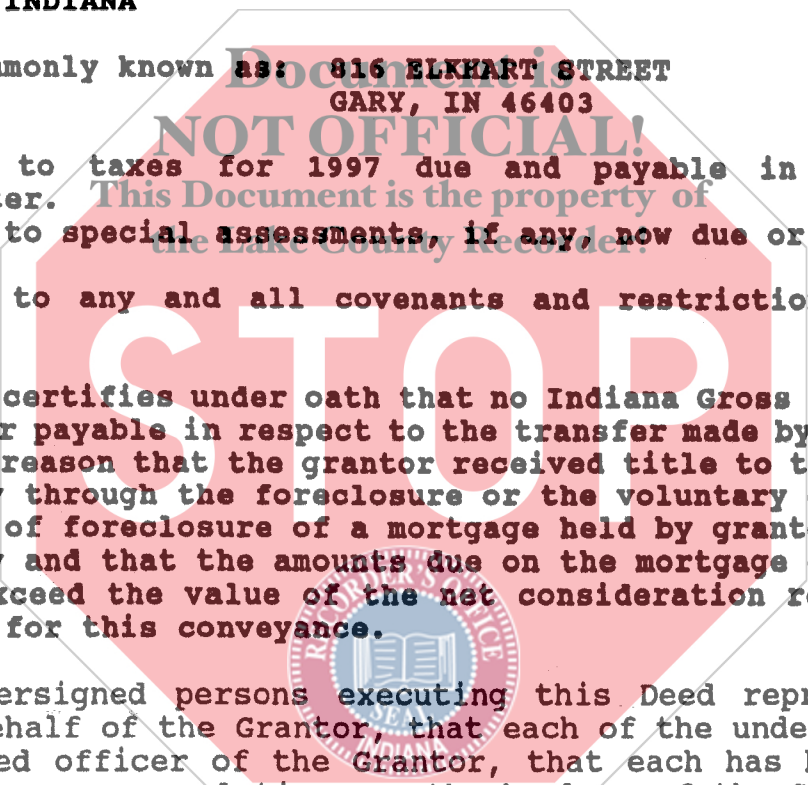 INDIANA
monly known as: 816 ELKHART STREET
GARY, IN 46403
Document is
NOT OFFICIAL!
This Document is the property of
the Lake County Recorder!
to taxes for 1997 due and payable in
ter.
to special assessments, if any, now due or
to any and all covenants and restrictio
STOP
certifies under oath that no Indiana Gross
r payable in respect to the transfer made by
reason that the grantor received title to t
y through the foreclosure or the voluntary
of foreclosure of a mortgage held by grant
y and that the amounts due on the mortgage
xceed the value of the net consideration r
for this conveyance.
RECORDER'S OFFICE
SEAL
INDIANA
ersigned persons executing this Deed repr
ehalf of the Grantor, that each of the unde
ed officer of the Grantor, that each has